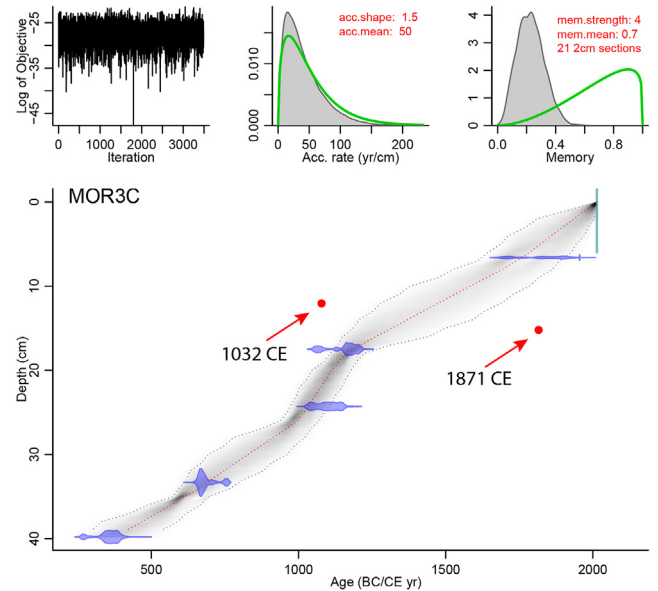 −25
−35
−45
Log of Objective
0
1000
2000
3000
Iteration
acc.shape: 1.5
acc.mean: 50
0.010
0.000
0
50
100
150
200
Acc. rate (yr/cm)
mem.strength: 4
mem.mean: 0.7
21 2cm sections
4
3
2
1
0
0.0
0.4
0.8
Memory
MOR3C
0
10
20
30
40
Depth (cm)
1032 CE
1871 CE
500
1000
1500
2000
Age (BC/CE yr)